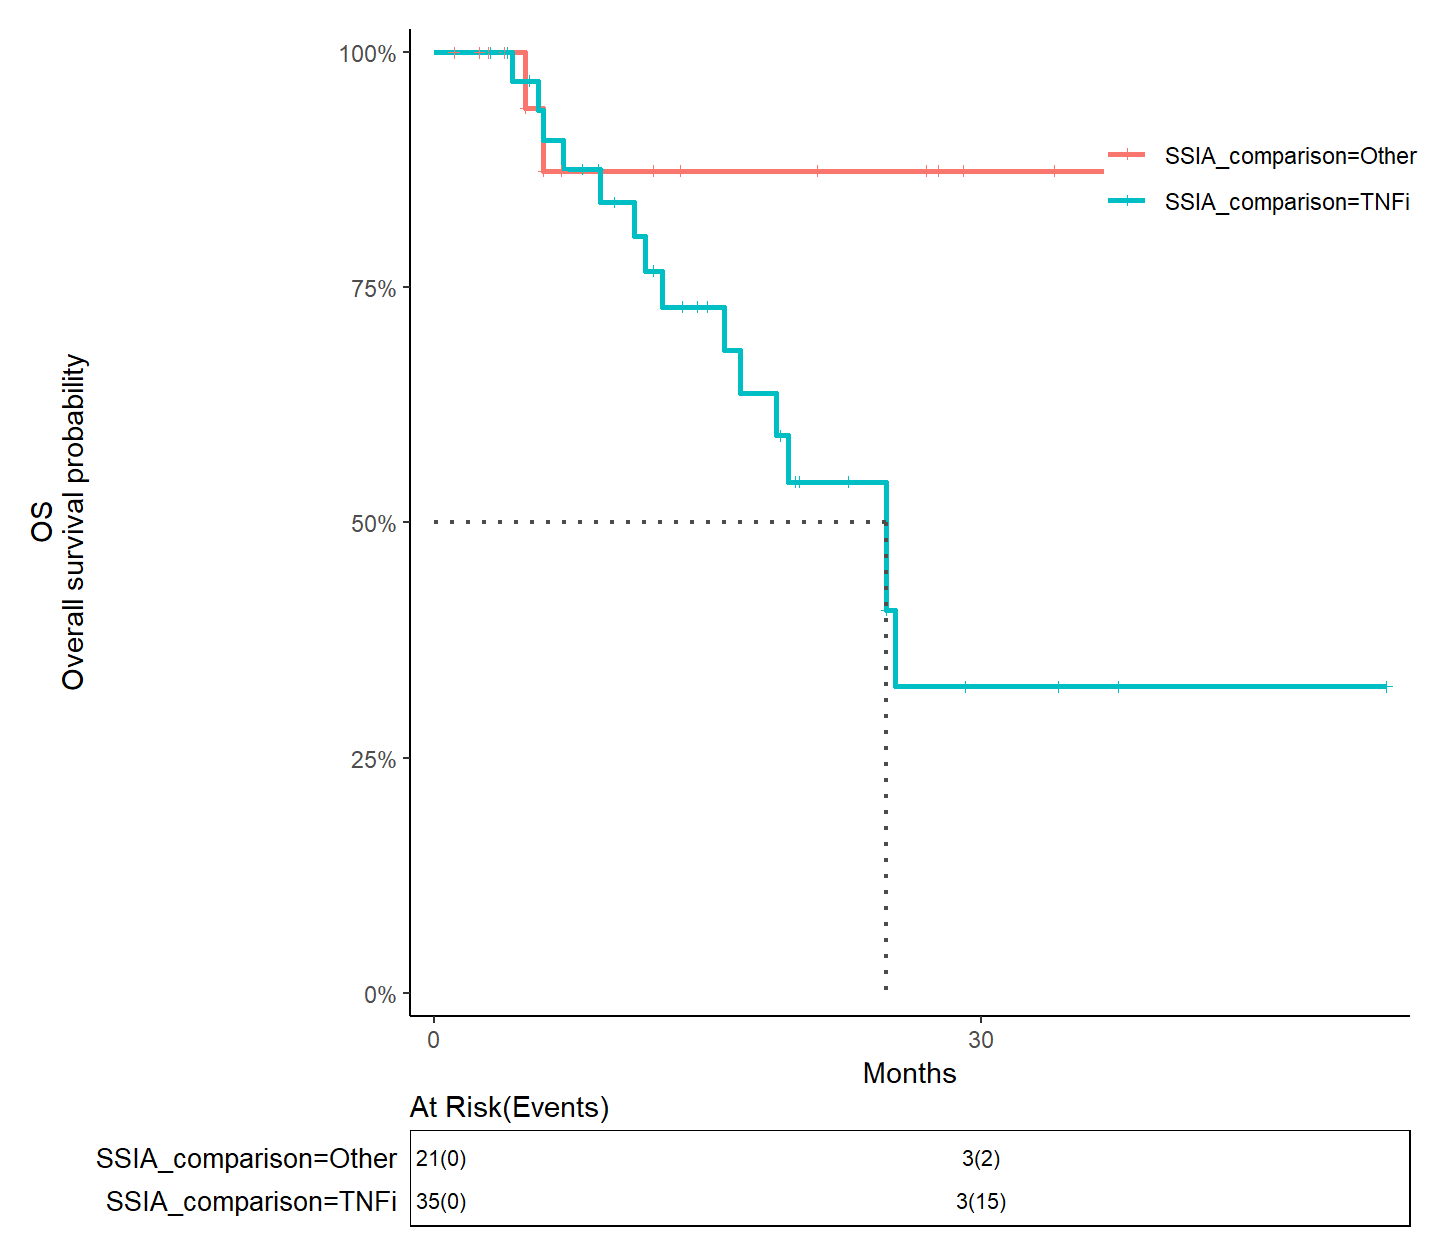 100%
75%
50%
25%
0%
OS
Overall survival probability
SSIA_comparison=Other
SSIA_comparison=TNFi
0 30
Months
At Risk(Events)
SSIA_comparison=Other 21(0) 3(2)
SSIA_comparison=TNFi 35(0) 3(15)